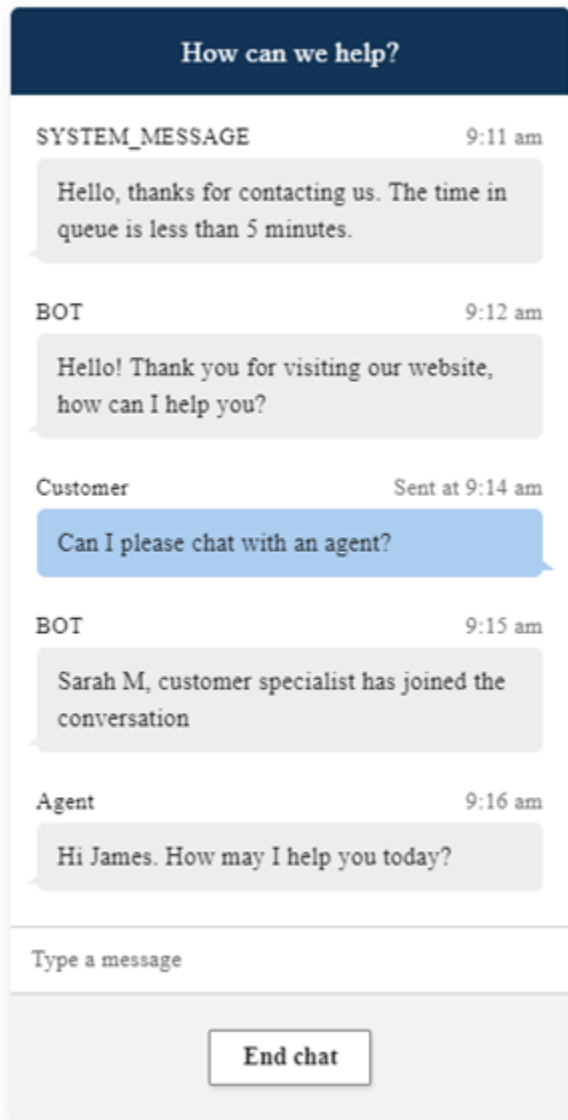 How can we help?
SYSTEM_MESSAGE 9:11 am
Hello, thanks for contacting us. The time in
queue is less than 5 minutes.
BOT 9:12 am
Hello! Thank you for visiting our website,
how can I help you?
Customer Sent at 9:14 am
Can I please chat with an agent?
BOT 9:15 am
Sarah M, customer specialist has joined the
conversation
Agent 9:16 am
Hi James. How may I help you today?
Type a message
End chat